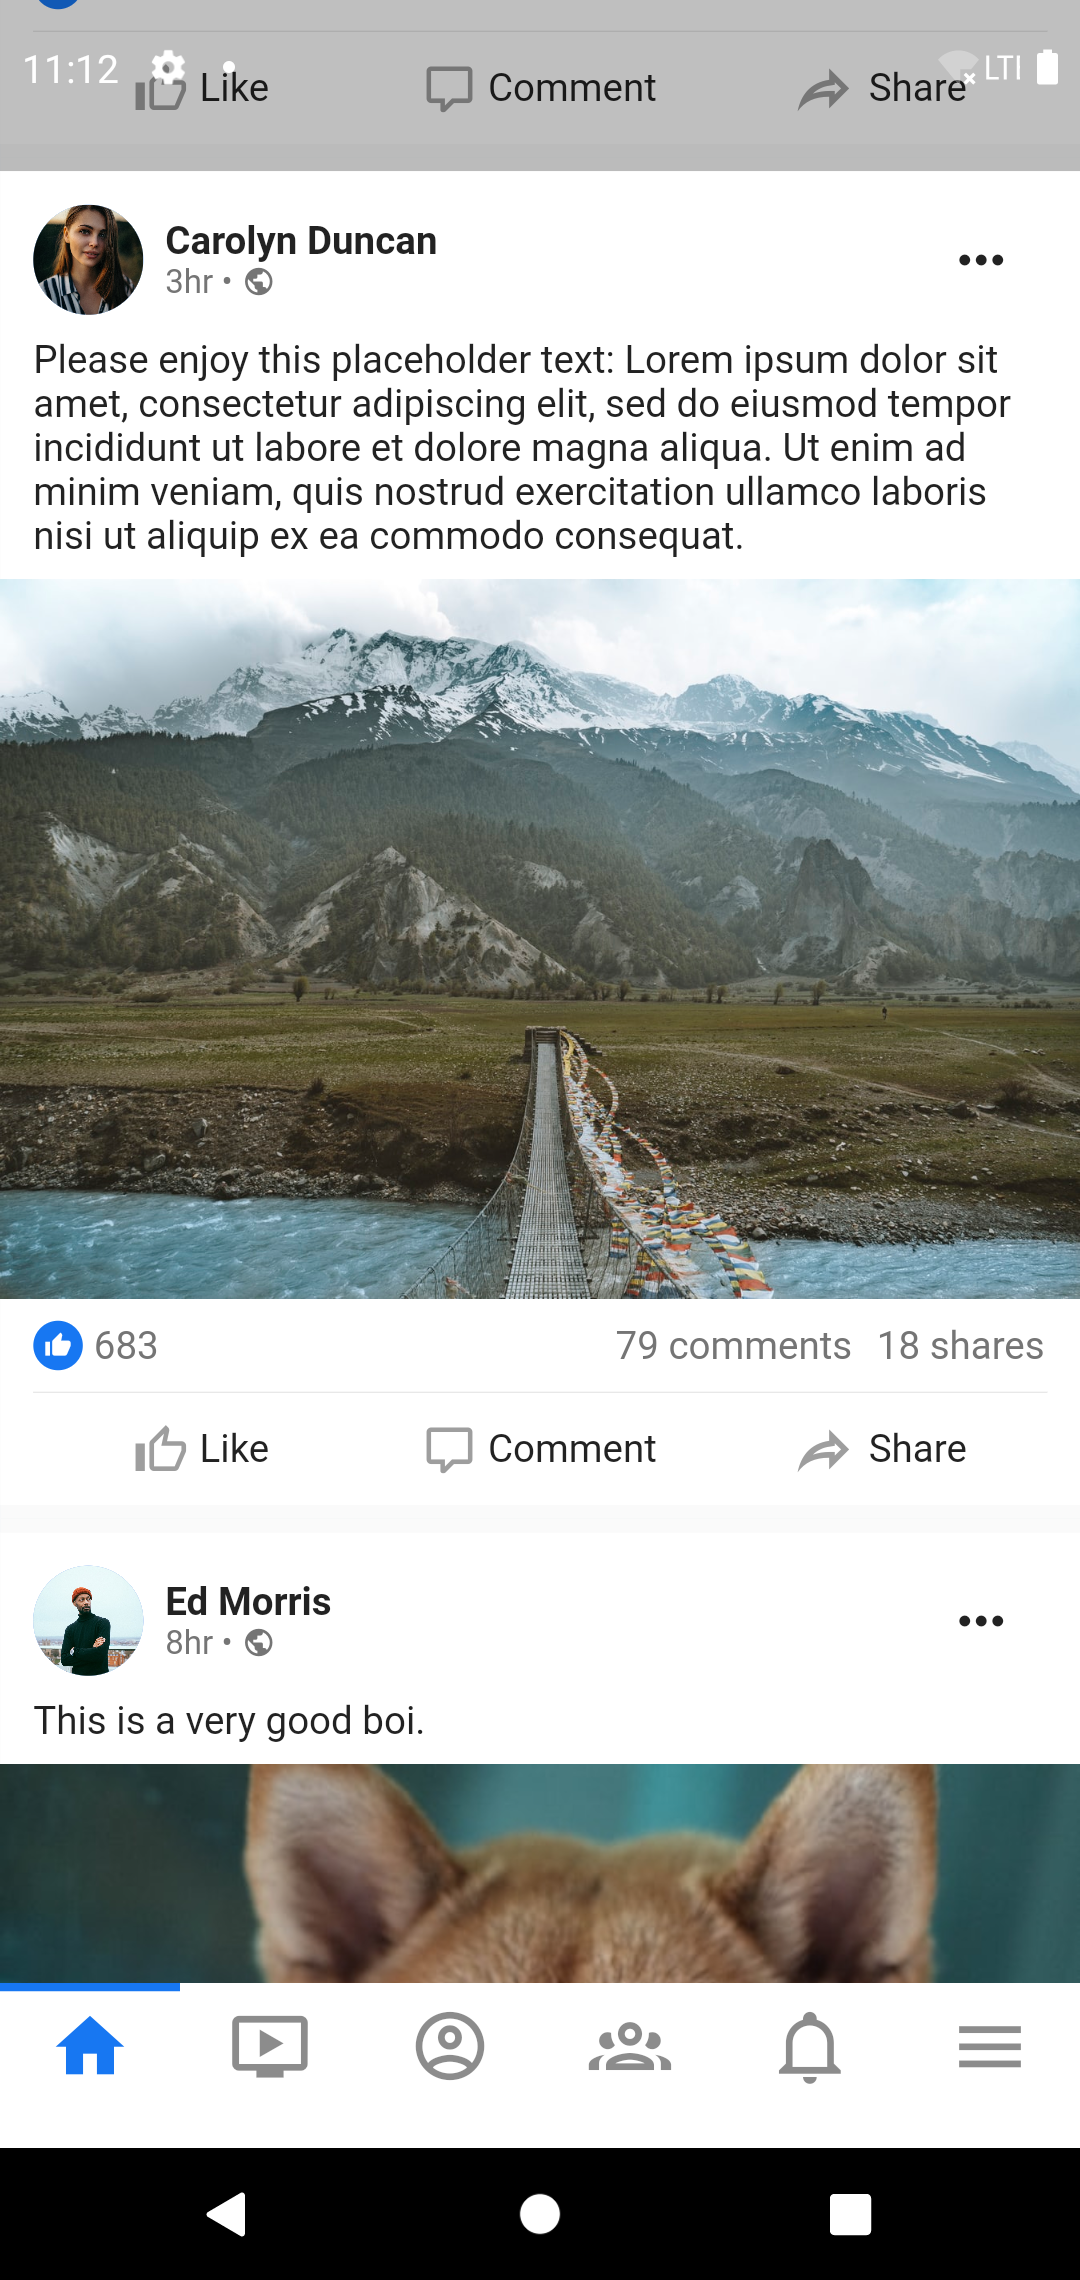 11:12
LTI
Like
Comment
Share
Carolyn Duncan
3hr •
Please enjoy this placeholder text: Lorem ipsum dolor sit
amet, consectetur adipiscing elit, sed do eiusmod tempor
incididunt ut labore et dolore magna aliqua. Ut enim ad
minim veniam, quis nostrud exercitation ullamco laboris
nisi ut aliquip ex ea commodo consequat.
683
79 comments 18 shares
Like
Comment
Share
Ed Morris
8hr •
This is a very good boi.